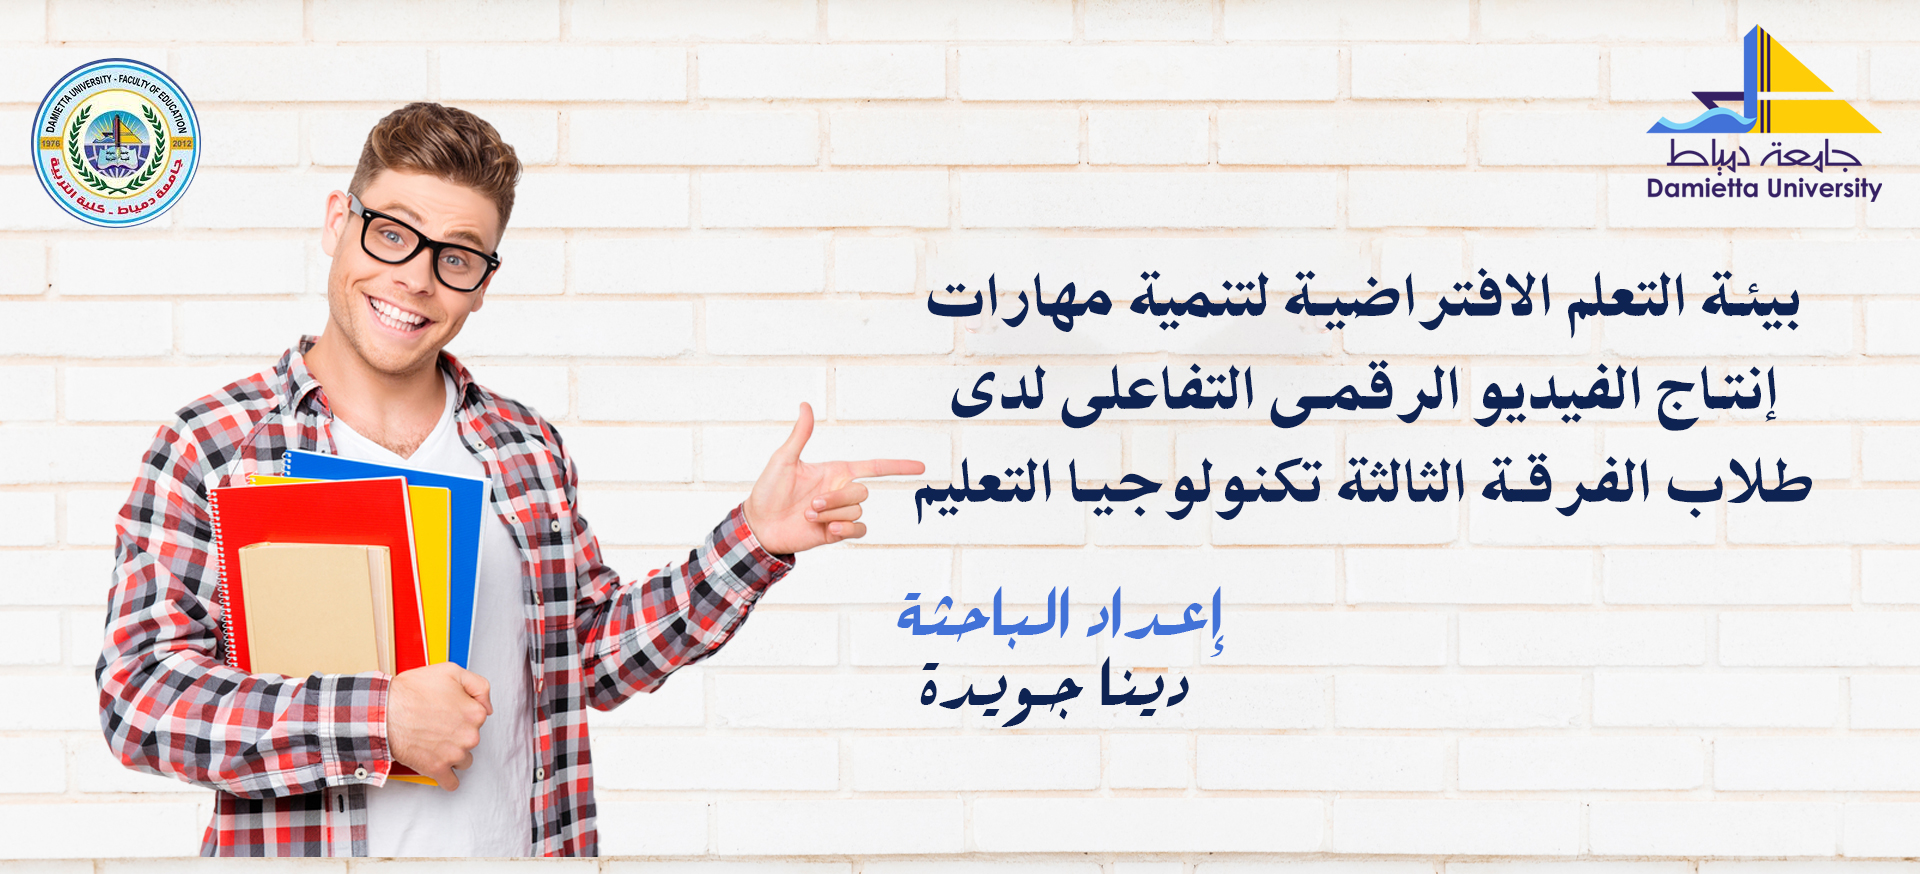 DAMIETTA UNIVERSITY - FACULTY OF EDUCATION
1976 2012
جامعة دمياط - كلية التربية
جامعة دمياط
Damietta University
بيئة التعلم الافتراضية لتنمية مهارات
إنتاج الفيديو الرقمى التفاعلى لدى
طلاب الفرقة الثالثة تكنولوجيا التعليم
إعداد الباحثة
دينا جويدة